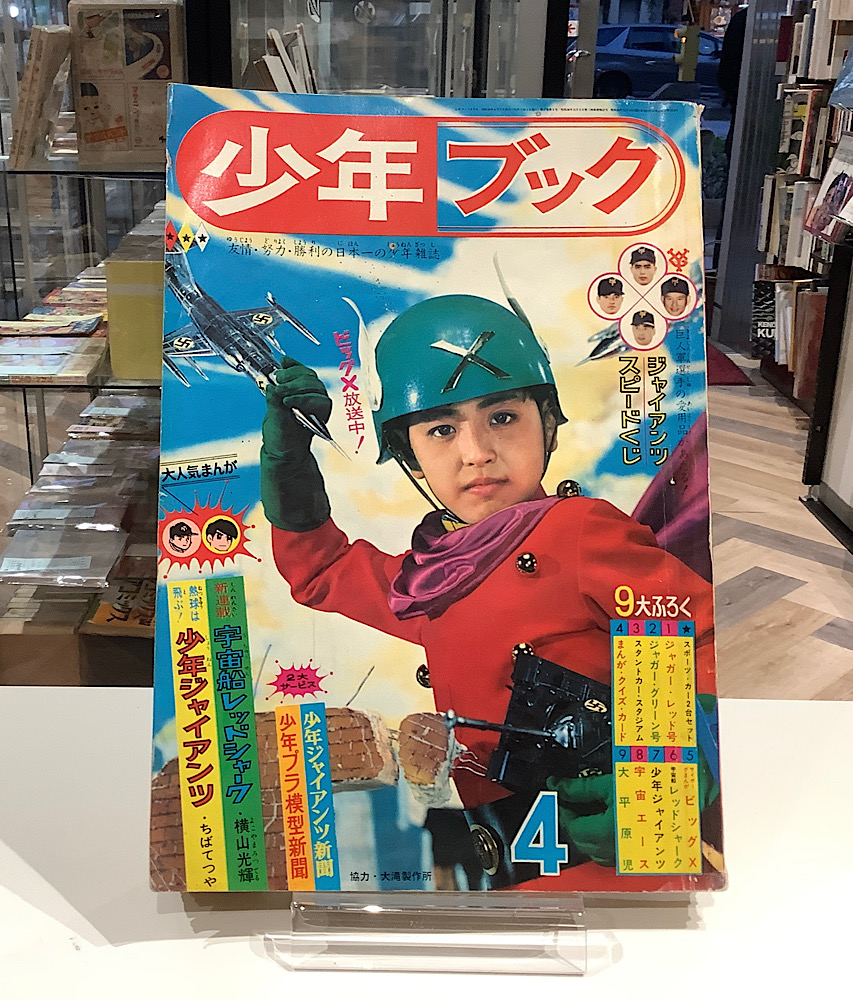 少年ブック
友情・努力・勝利の日本一の少年雑誌
ビッグX放送中!
ジャイアンツ
スピードくじ
大人気まんが
新連載
宇宙船レッドシャーク・横山光輝
熱球は飛ぶ!
少年ジャイアンツ・ちばてつや
2大サービス
少年ジャイアンツ新聞
少年プラ模型新聞
協力・大滝製作所
4
9大ふろく
★ スポーツ・カー2台セット
1 ジャガー・レッド号
2 ジャガー・グリーン号
3 スタントカー・スタジアム
4 まんが・クイズ・カード
5 ビッグX
6 宇宙船レッドシャーク
7 少年ジャイアンツ
8 宇宙エース
9 大平原児